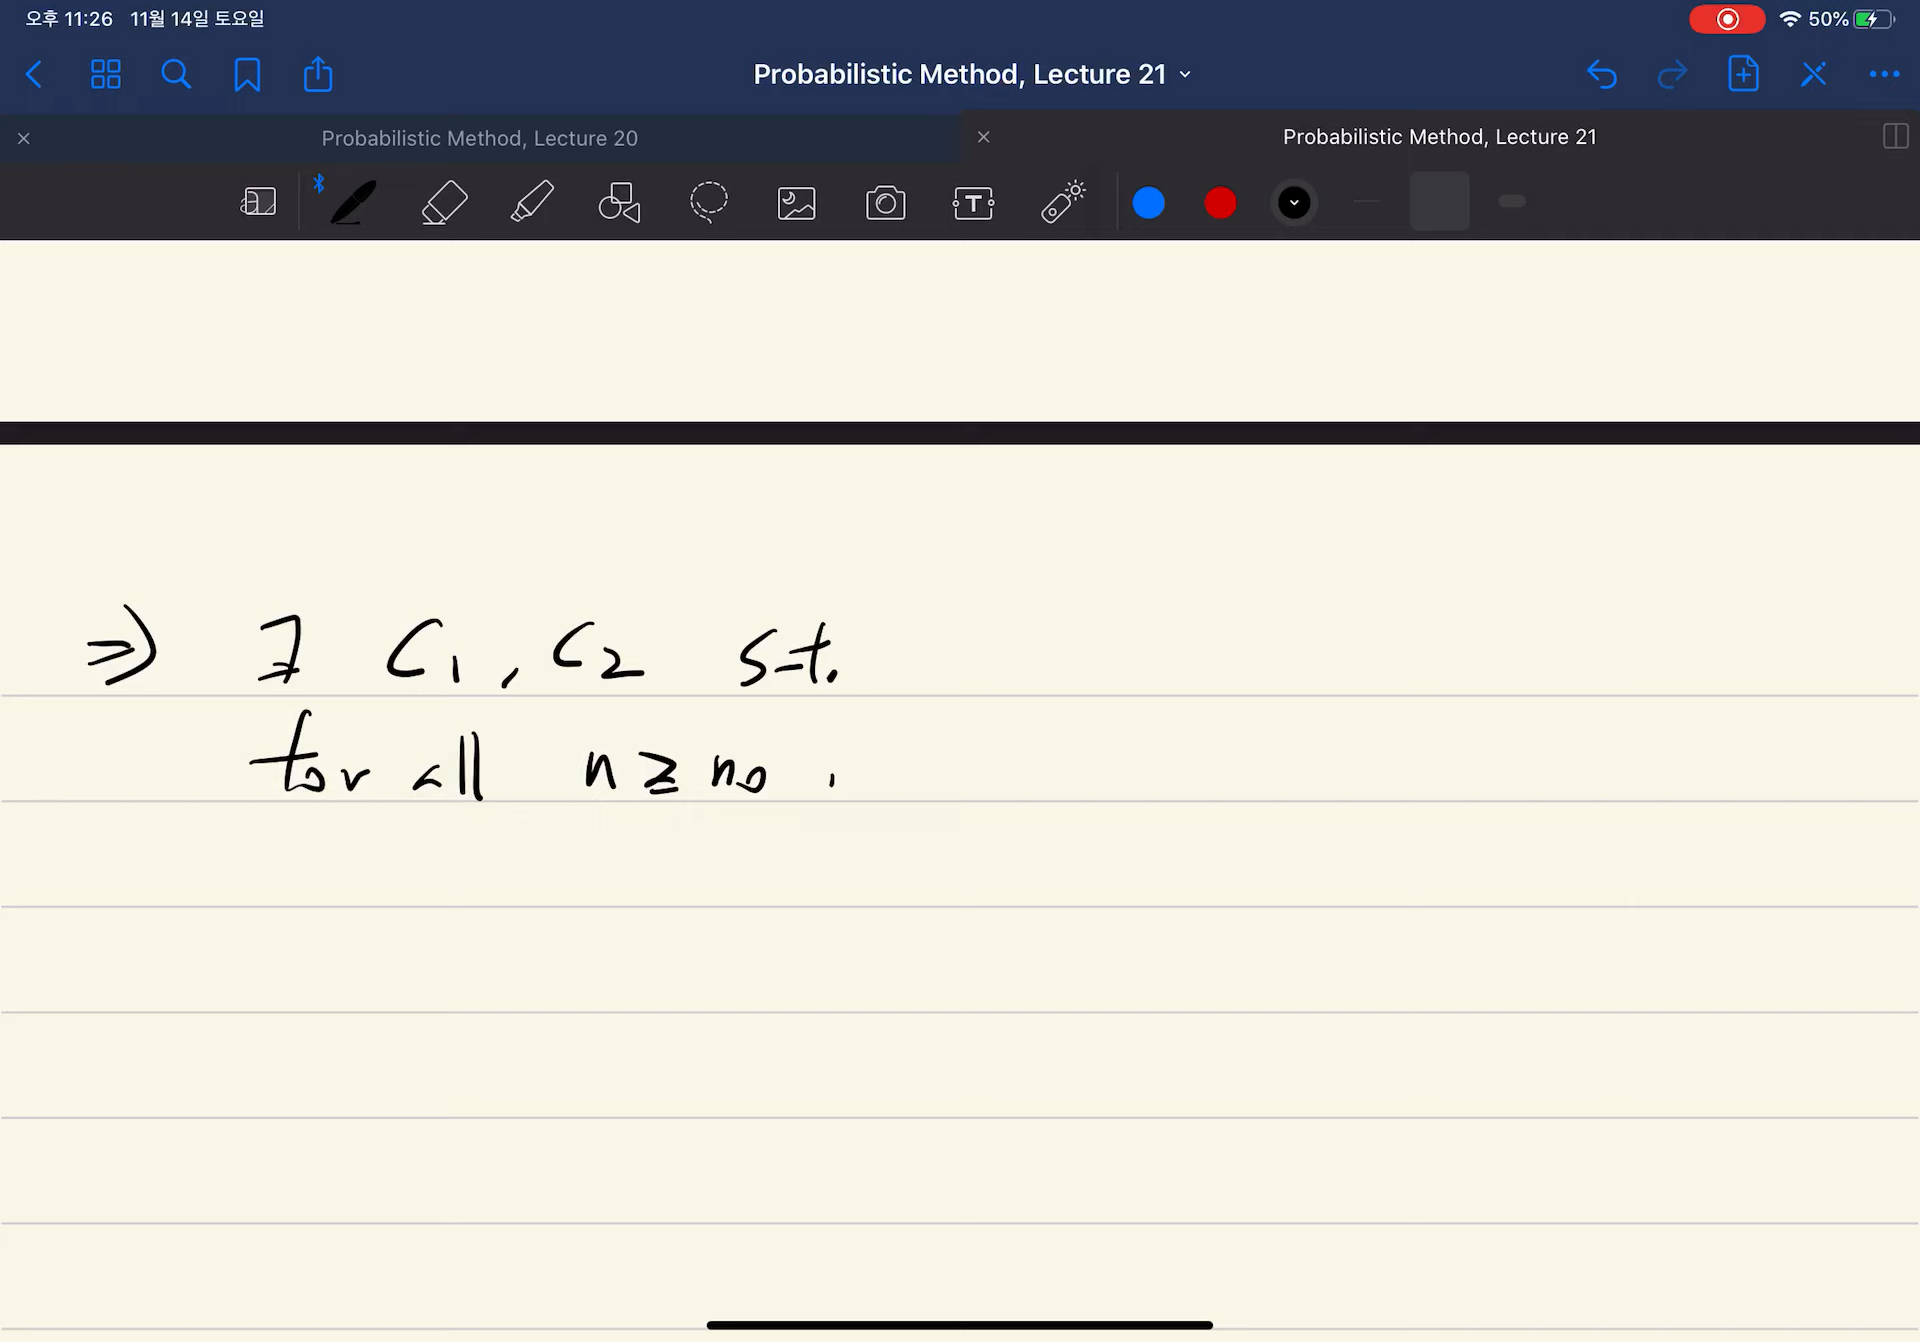 오후 11:26 11월 14일 토요일 50%
Probabilistic Method, Lecture 21
Probabilistic Method, Lecture 20 Probabilistic Method, Lecture 21
⇒ ∃ C₁, C₂ s.t.
for all n ≥ n₀,